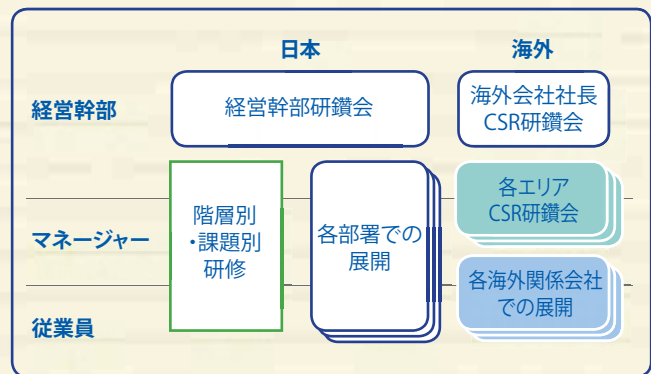 日本
海外
経営幹部
経営幹部研鑽会
海外会社社長
CSR研鑽会
マネージャー
階層別
・課題別
研修
各部署での
展開
各エリア
CSR研鑽会
従業員
各海外関係会社
での展開